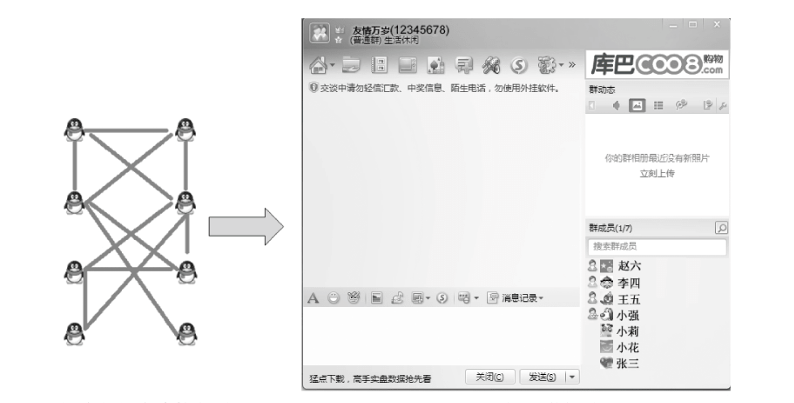 友情万岁(12345678)
(普通群) 生活休闲
库巴COO8购物.com
交谈中请勿轻信汇款、中奖信息、陌生电话，勿使用外挂软件。
群动态
你的群相册最近没有新照片
立刻上传
群成员(1/7)
搜索群成员
赵六
李四
王五
小强
小莉
小花
张三
消息记录
猛点下载，高手实盘数据抢先看
关闭(C)
发送(S)